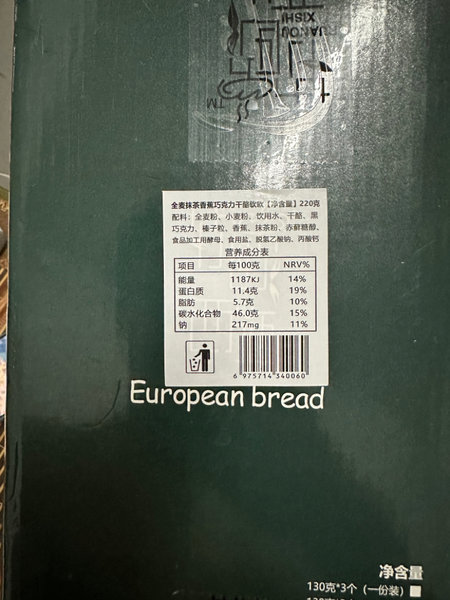 RUANOU
XISHI
TM
全麦抹茶香蕉巧克力干酪软欧【净含量】220克
配料：全麦粉、小麦粉、饮用水、干酪、黑
巧克力、榛子粒、香蕉、抹茶粉、赤藓糖醇、
食品加工用酵母、食用盐、脱氢乙酸钠、丙酸钙
营养成分表
项目 每100克 NRV%
能量 1187KJ 14%
蛋白质 11.4克 19%
脂肪 5.7克 10%
碳水化合物 46.0克 15%
钠 217mg 11%
6 975714 340060
European bread
净含量
130克*3个（一份装）